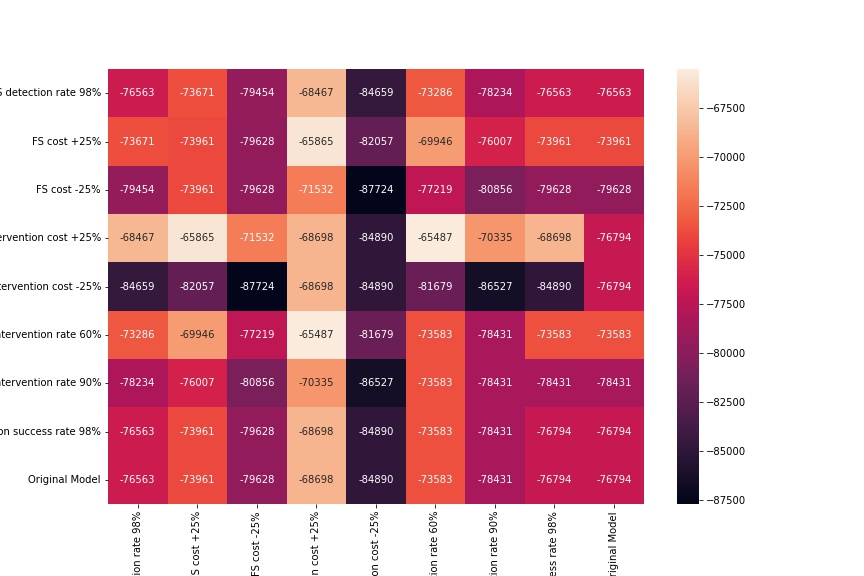 S detection rate 98% -76563 -73671 -79454 -68467 -84659 -73286 -78234 -76563 -76563
FS cost +25% -73671 -73961 -79628 -65865 -82057 -69946 -76007 -73961 -73961
FS cost -25% -79454 -73961 -79628 -71532 -87724 -77219 -80856 -79628 -79628
ervention cost +25% -68467 -65865 -71532 -68698 -84890 -65487 -70335 -68698 -76794
tervention cost -25% -84659 -82057 -87724 -68698 -84890 -81679 -86527 -84890 -76794
ntervention rate 60% -73286 -69946 -77219 -65487 -81679 -73583 -78431 -73583 -73583
ntervention rate 90% -78234 -76007 -80856 -70335 -86527 -73583 -78431 -78431 -78431
on success rate 98% -76563 -73961 -79628 -68698 -84890 -73583 -78431 -76794 -76794
Original Model -76563 -73961 -79628 -68698 -84890 -73583 -78431 -76794 -76794
ion rate 98%
S cost +25%
FS cost -25%
n cost +25%
on cost -25%
ion rate 60%
tion rate 90%
ess rate 98%
riginal Model
−67500
−70000
−72500
−75000
−77500
−80000
−82500
−85000
−87500